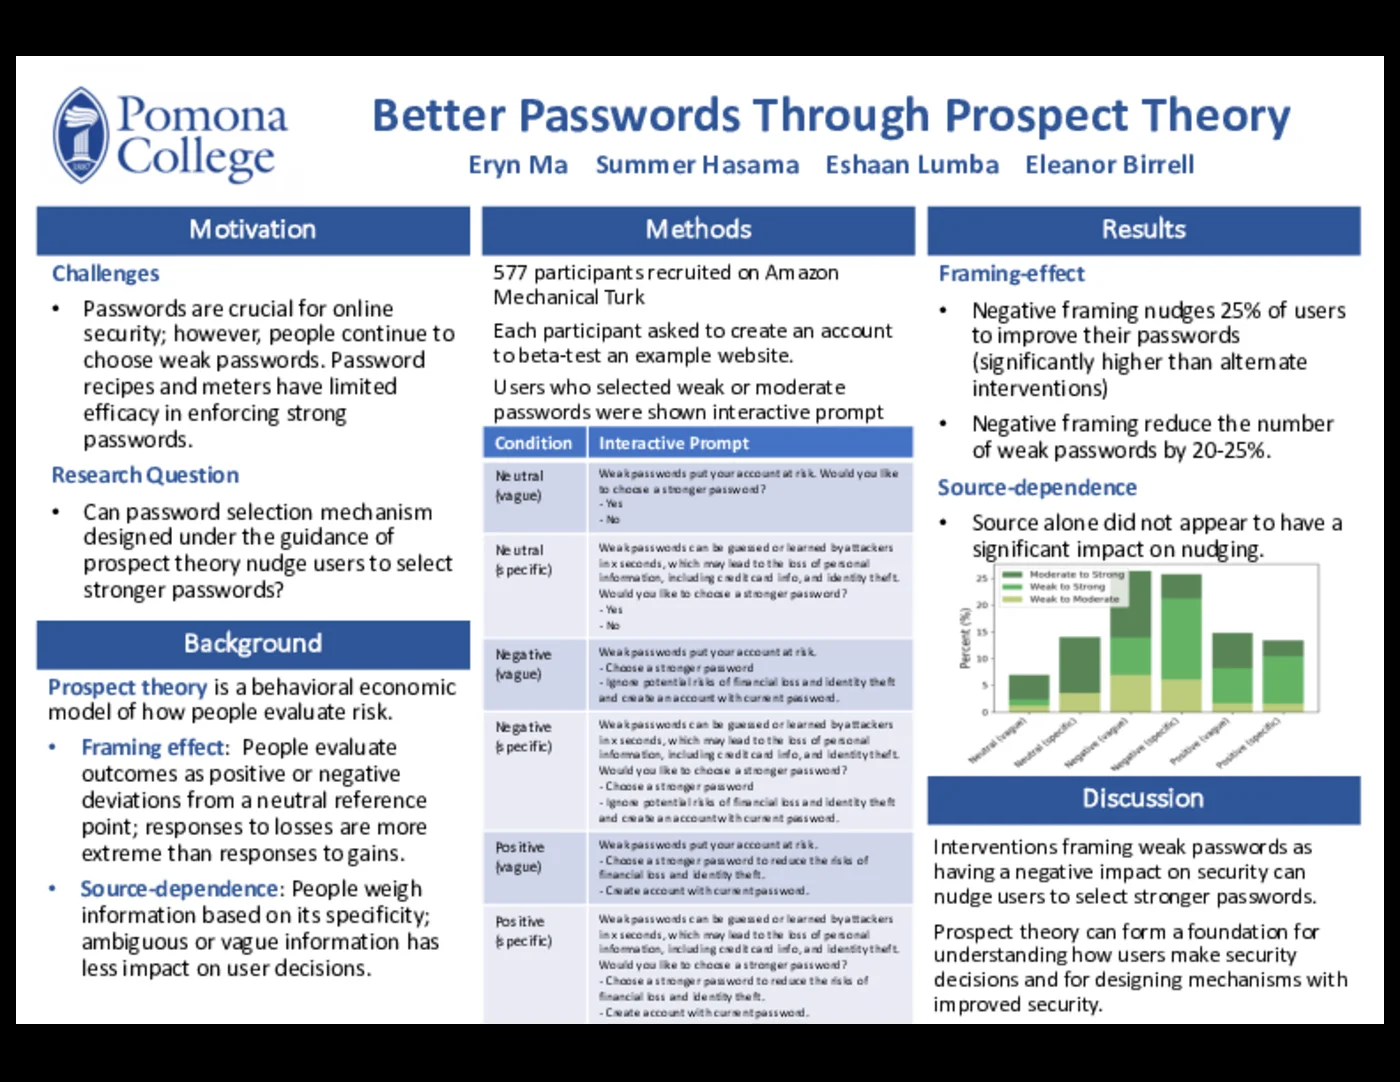 Pomona
College
1887
Better Passwords Through Prospect Theory
Eryn Ma Summer Hasama Eshaan Lumba Eleanor Birrell
Motivation
Challenges
• Passwords are crucial for online
security; however, people continue to
choose weak passwords. Password
recipes and meters have limited
efficacy in enforcing strong
passwords.
Research Question
• Can password selection mechanism
designed under the guidance of
prospect theory nudge users to select
stronger passwords?
Background
Prospect theory is a behavioral economic
model of how people evaluate risk.
• Framing effect: People evaluate
outcomes as positive or negative
deviations from a neutral reference
point; responses to losses are more
extreme than responses to gains.
• Source-dependence: People weigh
information based on its specificity;
ambiguous or vague information has
less impact on user decisions.
Methods
577 participants recruited on Amazon
Mechanical Turk
Each participant asked to create an account
to beta-test an example website.
Users who selected weak or moderate
passwords were shown interactive prompt
Condition Interactive Prompt
Neutral
(vague)
Weak passwords put your account at risk. Would you like
to choose a stronger password?
- Yes
- No
Neutral
(specific)
Weak passwords can be guessed or learned by attackers
in x seconds, which may lead to the loss of personal
information, including credit card info, and identity theft.
Would you like to choose a stronger password?
- Yes
- No
Negative
(vague)
Weak passwords put your account at risk.
- Choose a stronger password
- Ignore potential risks of financial loss and identity theft
and create an account with current password.
Negative
(specific)
Weak passwords can be guessed or learned by attackers
in x seconds, which may lead to the loss of personal
information, including credit card info, and identity theft.
Would you like to choose a stronger password?
- Choose a stronger password
- Ignore potential risks of financial loss and identity theft
and create an account with current password.
Positive
(vague)
Weak passwords put your account at risk.
- Choose a stronger password to reduce the risks of
financial loss and identity theft.
- Create account with current password.
Positive
(specific)
Weak passwords can be guessed or learned by attackers
in x seconds, which may lead to the loss of personal
information, including credit card info, and identity theft.
Would you like to choose a stronger password?
- Choose a stronger password to reduce the risks of
financial loss and identity theft.
- Create account with current password.
Results
Framing-effect
• Negative framing nudges 25% of users
to improve their passwords
(significantly higher than alternate
interventions)
• Negative framing reduce the number
of weak passwords by 20-25%.
Source-dependence
• Source alone did not appear to have a
significant impact on nudging.
Moderate to Strong
Weak to Strong
Weak to Moderate
Percent (%)
25
20
15
10
5
0
Neutral (vague)
Neutral (specific)
Negative (vague)
Negative (specific)
Positive (vague)
Positive (specific)
Discussion
Interventions framing weak passwords as
having a negative impact on security can
nudge users to select stronger passwords.
Prospect theory can form a foundation for
understanding how users make security
decisions and for designing mechanisms with
improved security.